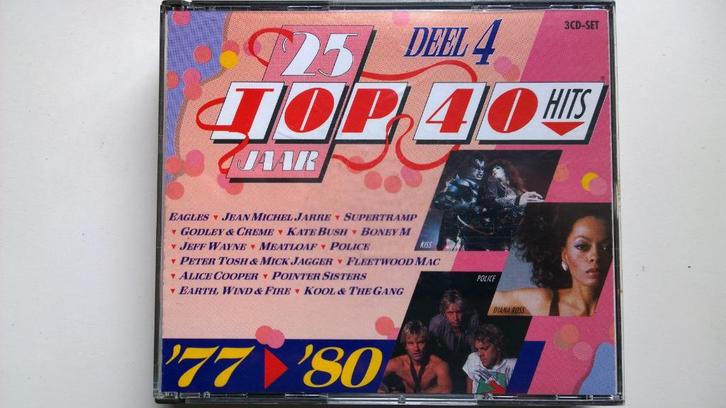 3CD-SET
'25 DEEL 4
TOP 40 HITS
JAAR
EAGLES ▾ JEAN MICHEL JARRE ▾ SUPERTRAMP
▾ GODLEY & CREME ▾ KATE BUSH ▾ BONEY M
▾ JEFF WAYNE ▾ MEATLOAF ▾ POLICE
▾ PETER TOSH & MICK JAGGER ▾ FLEETWOOD MAC
▾ ALICE COOPER ▾ POINTER SISTERS
▾ EARTH, WIND & FIRE ▾ KOOL & THE GANG
KISS
POLICE
DIANA ROSS
'77 ▸ '80